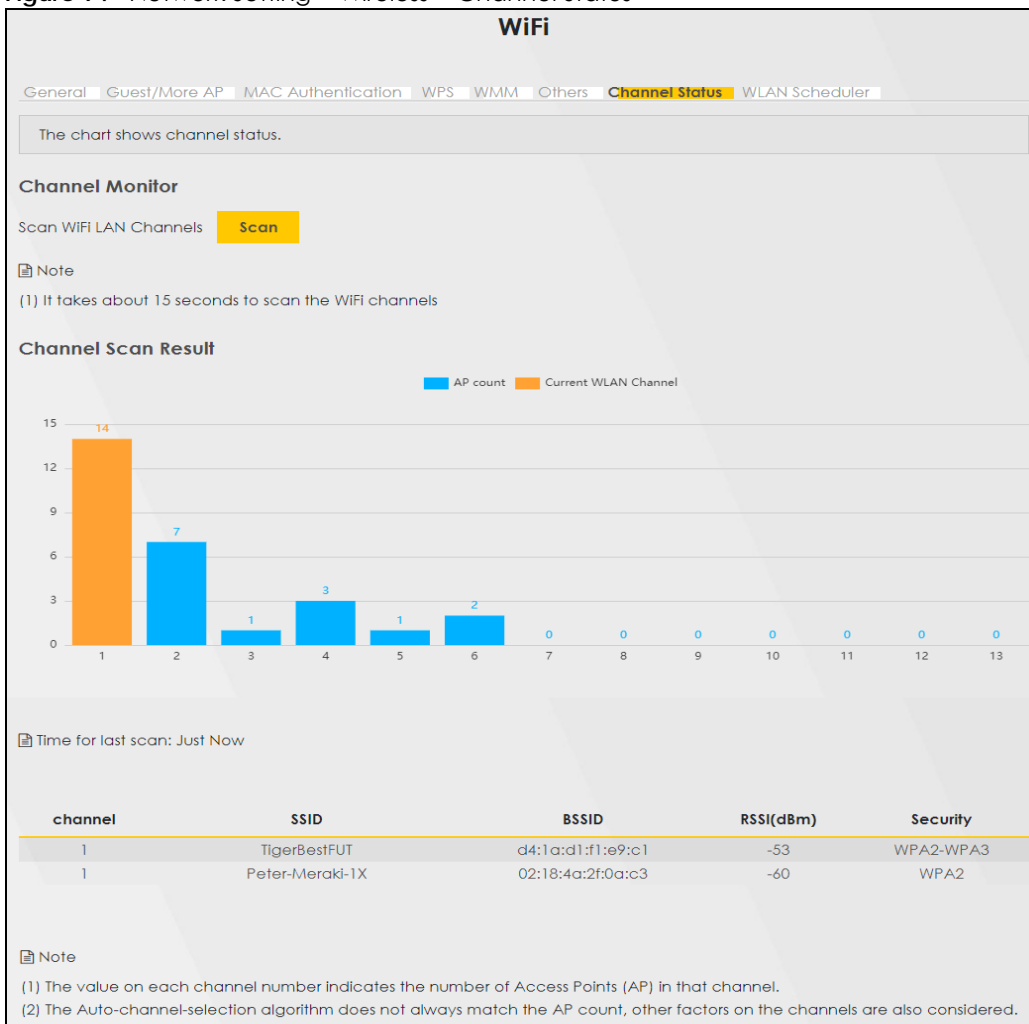 WiFi
General Guest/More AP MAC Authentication WPS WMM Others Channel Status WLAN Scheduler
The chart shows channel status.
Channel Monitor
Scan WiFi LAN Channels Scan
Note
(1) It takes about 15 seconds to scan the WiFi channels
Channel Scan Result
AP count Current WLAN Channel
15
14
12
9
7
6
3
3
2
1
1
0 0 0 0 0 0 0
0
1 2 3 4 5 6 7 8 9 10 11 12 13
Time for last scan: Just Now
channel SSID BSSID RSSI(dBm) Security
1 TigerBestFUT d4:1a:d1:f1:e9:c1 -53 WPA2-WPA3
1 Peter-Meraki-1X 02:18:4a:2f:0a:c3 -60 WPA2
Note
(1) The value on each channel number indicates the number of Access Points (AP) in that channel.
(2) The Auto-channel-selection algorithm does not always match the AP count, other factors on the channels are also considered.